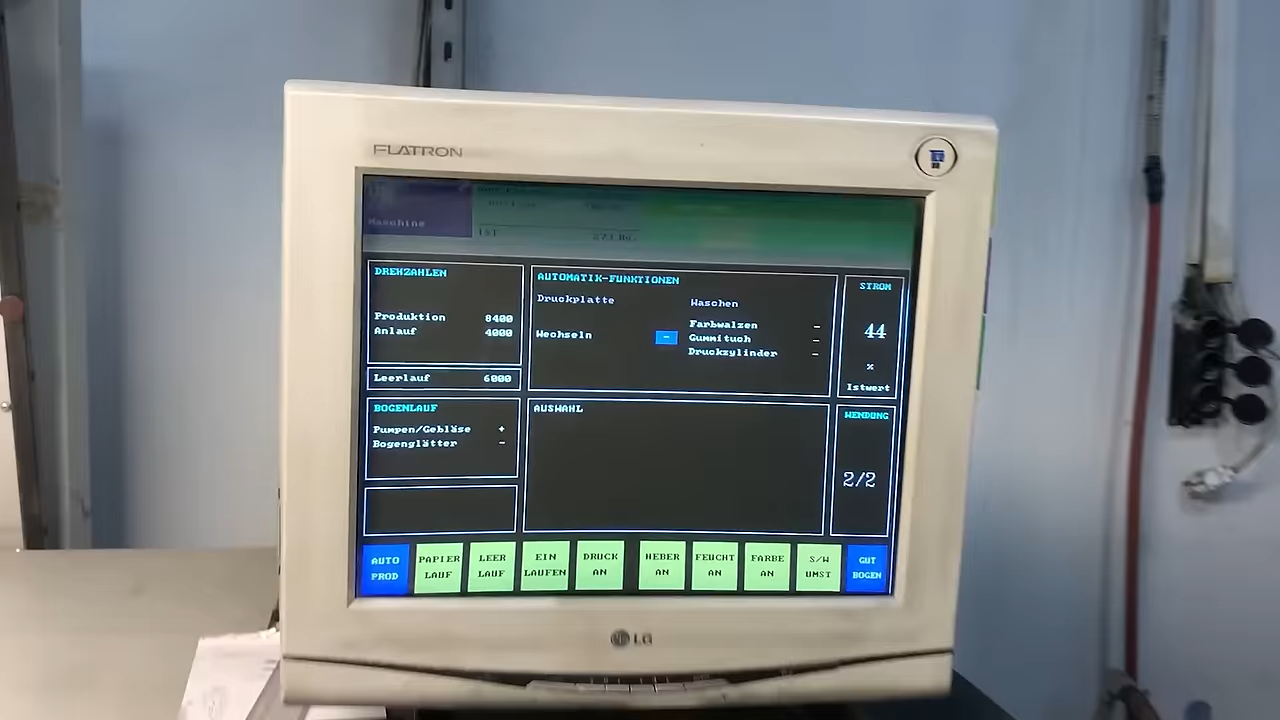 FLATRON
Maschine
IST
DREHZAHLEN
Produktion 8400
Anlauf 4000
Leerlauf 6000
BOGENLAUF
Pumpen/Gebläse +
Bogenglätter -
AUTOMATIK-FUNKTIONEN
Druckplatte
Wechseln -
Waschen
Farbwalzen -
Gummituch -
Druckzylinder -
AUSWAHL
STROM
44
x
Istwert
WENDUNG
2/2
AUTO
PROD
PAPIER
LAUF
LEER
LAUF
EIN
LAUFEN
DRUCK
AN
HEBER
AN
FEUCHT
AN
FARBE
AN
S/W
UMST
GUT
BOGEN
LG